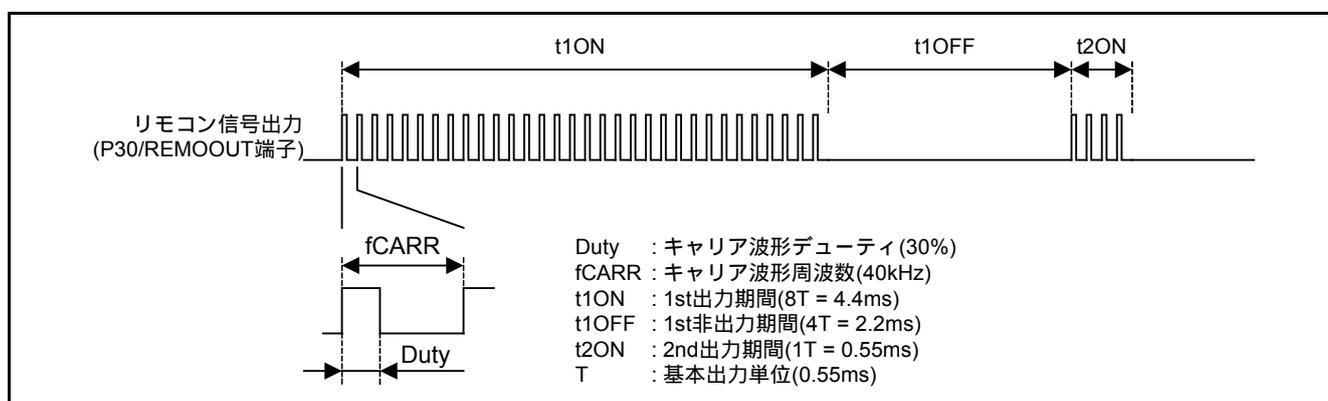 t1ON t1OFF t2ON
リモコン信号出力
(P30/REMOOUT端子)
fCARR
Duty
Duty : キャリア波形デューティ(30%)
fCARR : キャリア波形周波数(40kHz)
t1ON : 1st出力期間(8T = 4.4ms)
t1OFF : 1st非出力期間(4T = 2.2ms)
t2ON : 2nd出力期間(1T = 0.55ms)
T : 基本出力単位(0.55ms)